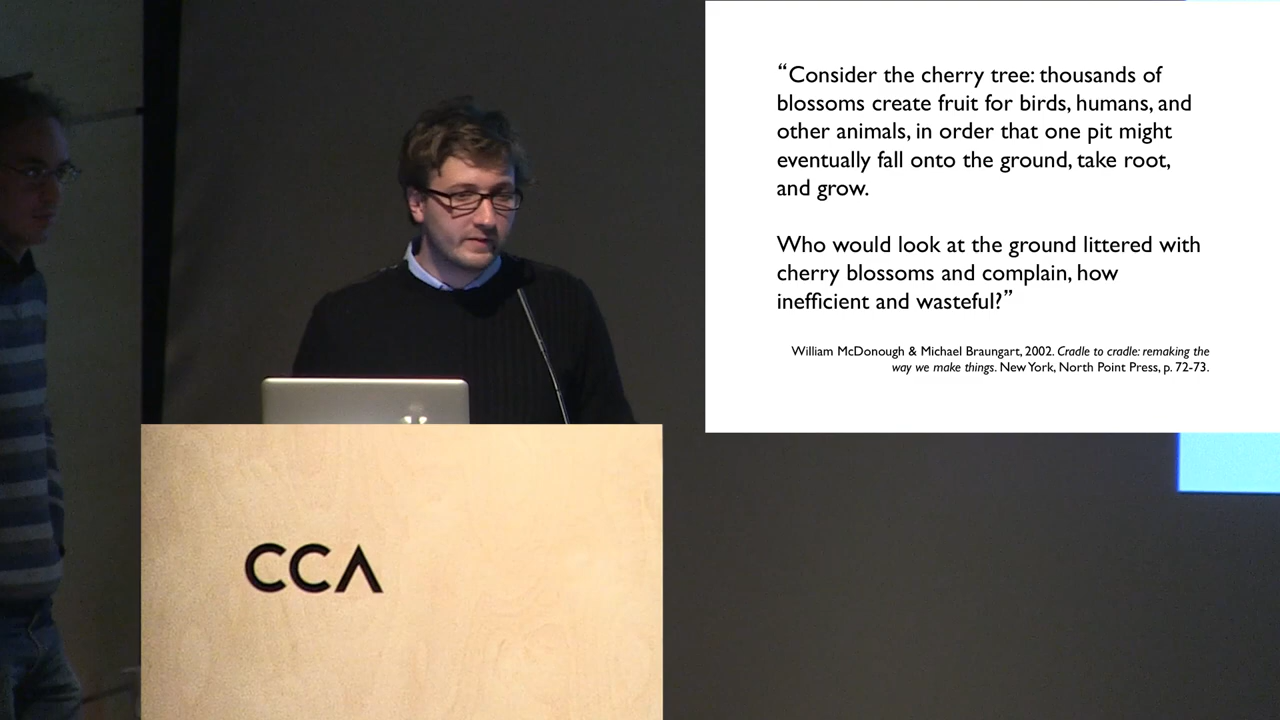 “Consider the cherry tree: thousands of
blossoms create fruit for birds, humans, and
other animals, in order that one pit might
eventually fall onto the ground, take root,
and grow.
Who would look at the ground littered with
cherry blossoms and complain, how
inefficient and wasteful?”
William McDonough & Michael Braungart, 2002. Cradle to cradle: remaking the
way we make things. New York, North Point Press, p. 72-73.
CCA